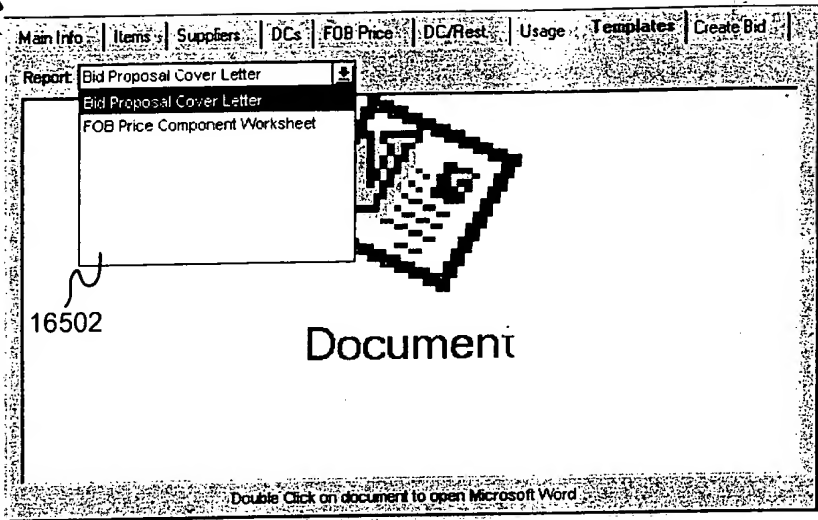 Main Info Items Suppliers DCs FOB Price DC/Rest. Usage Templates Create Bid
Report: Bid Proposal Cover Letter
Bid Proposal Cover Letter
FOB Price Component Worksheet
16502
Document
Double Click on document to open Microsoft Word